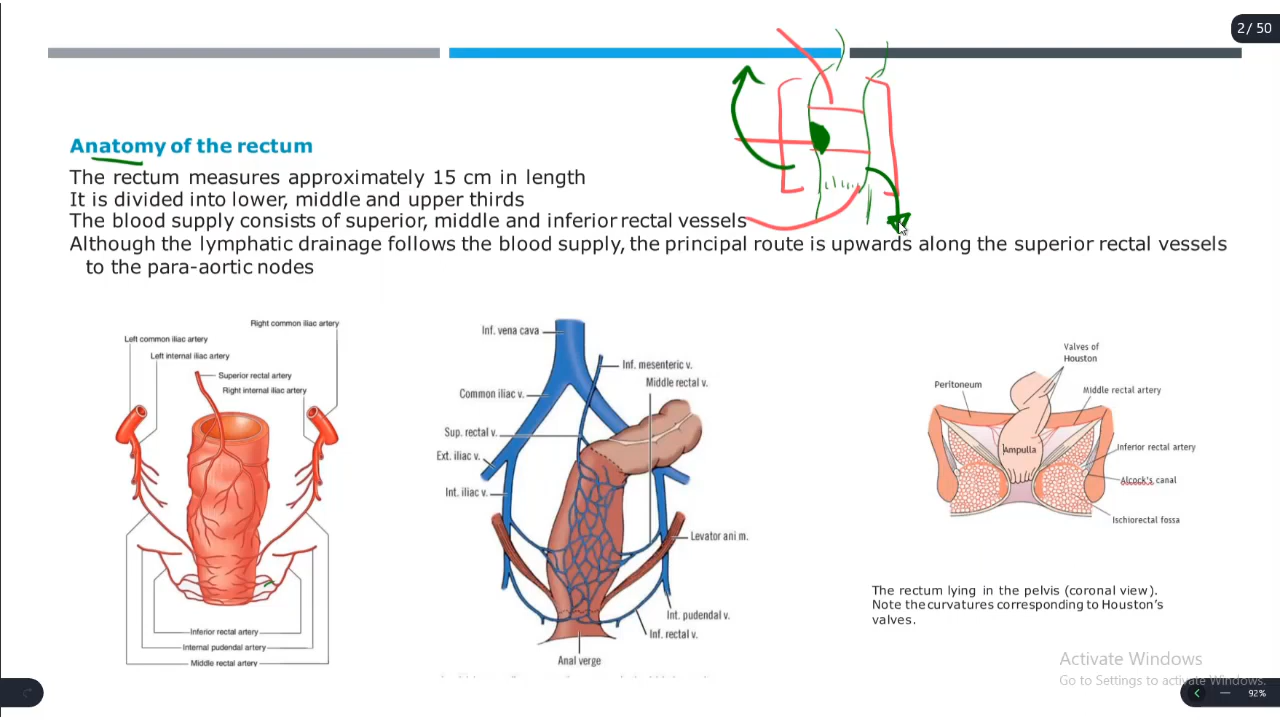 2/ 50
Anatomy of the rectum
The rectum measures approximately 15 cm in length
It is divided into lower, middle and upper thirds
The blood supply consists of superior, middle and inferior rectal vessels
Although the lymphatic drainage follows the blood supply, the principal route is upwards along the superior rectal vessels
to the para-aortic nodes
Right common iliac artery
Left common iliac artery
Left internal iliac artery
Superior rectal artery
Right internal iliac artery
Inferior rectal artery
Internal pudendal artery
Middle rectal artery
Inf. vena cava
Inf. mesenteric v.
Middle rectal v.
Common iliac v.
Sup. rectal v.
Ext. iliac v.
Int. iliac v.
Levator ani m.
Int. pudendal v.
Inf. rectal v.
Anal verge
Valves of
Houston
Peritoneum
Middle rectal artery
Ampulla
Inferior rectal artery
Alcock's canal
Ischiorectal fossa
The rectum lying in the pelvis (coronal view).
Note the curvatures corresponding to Houston's
valves.
Activate Windows
Go to Settings to activate Windows.
92%